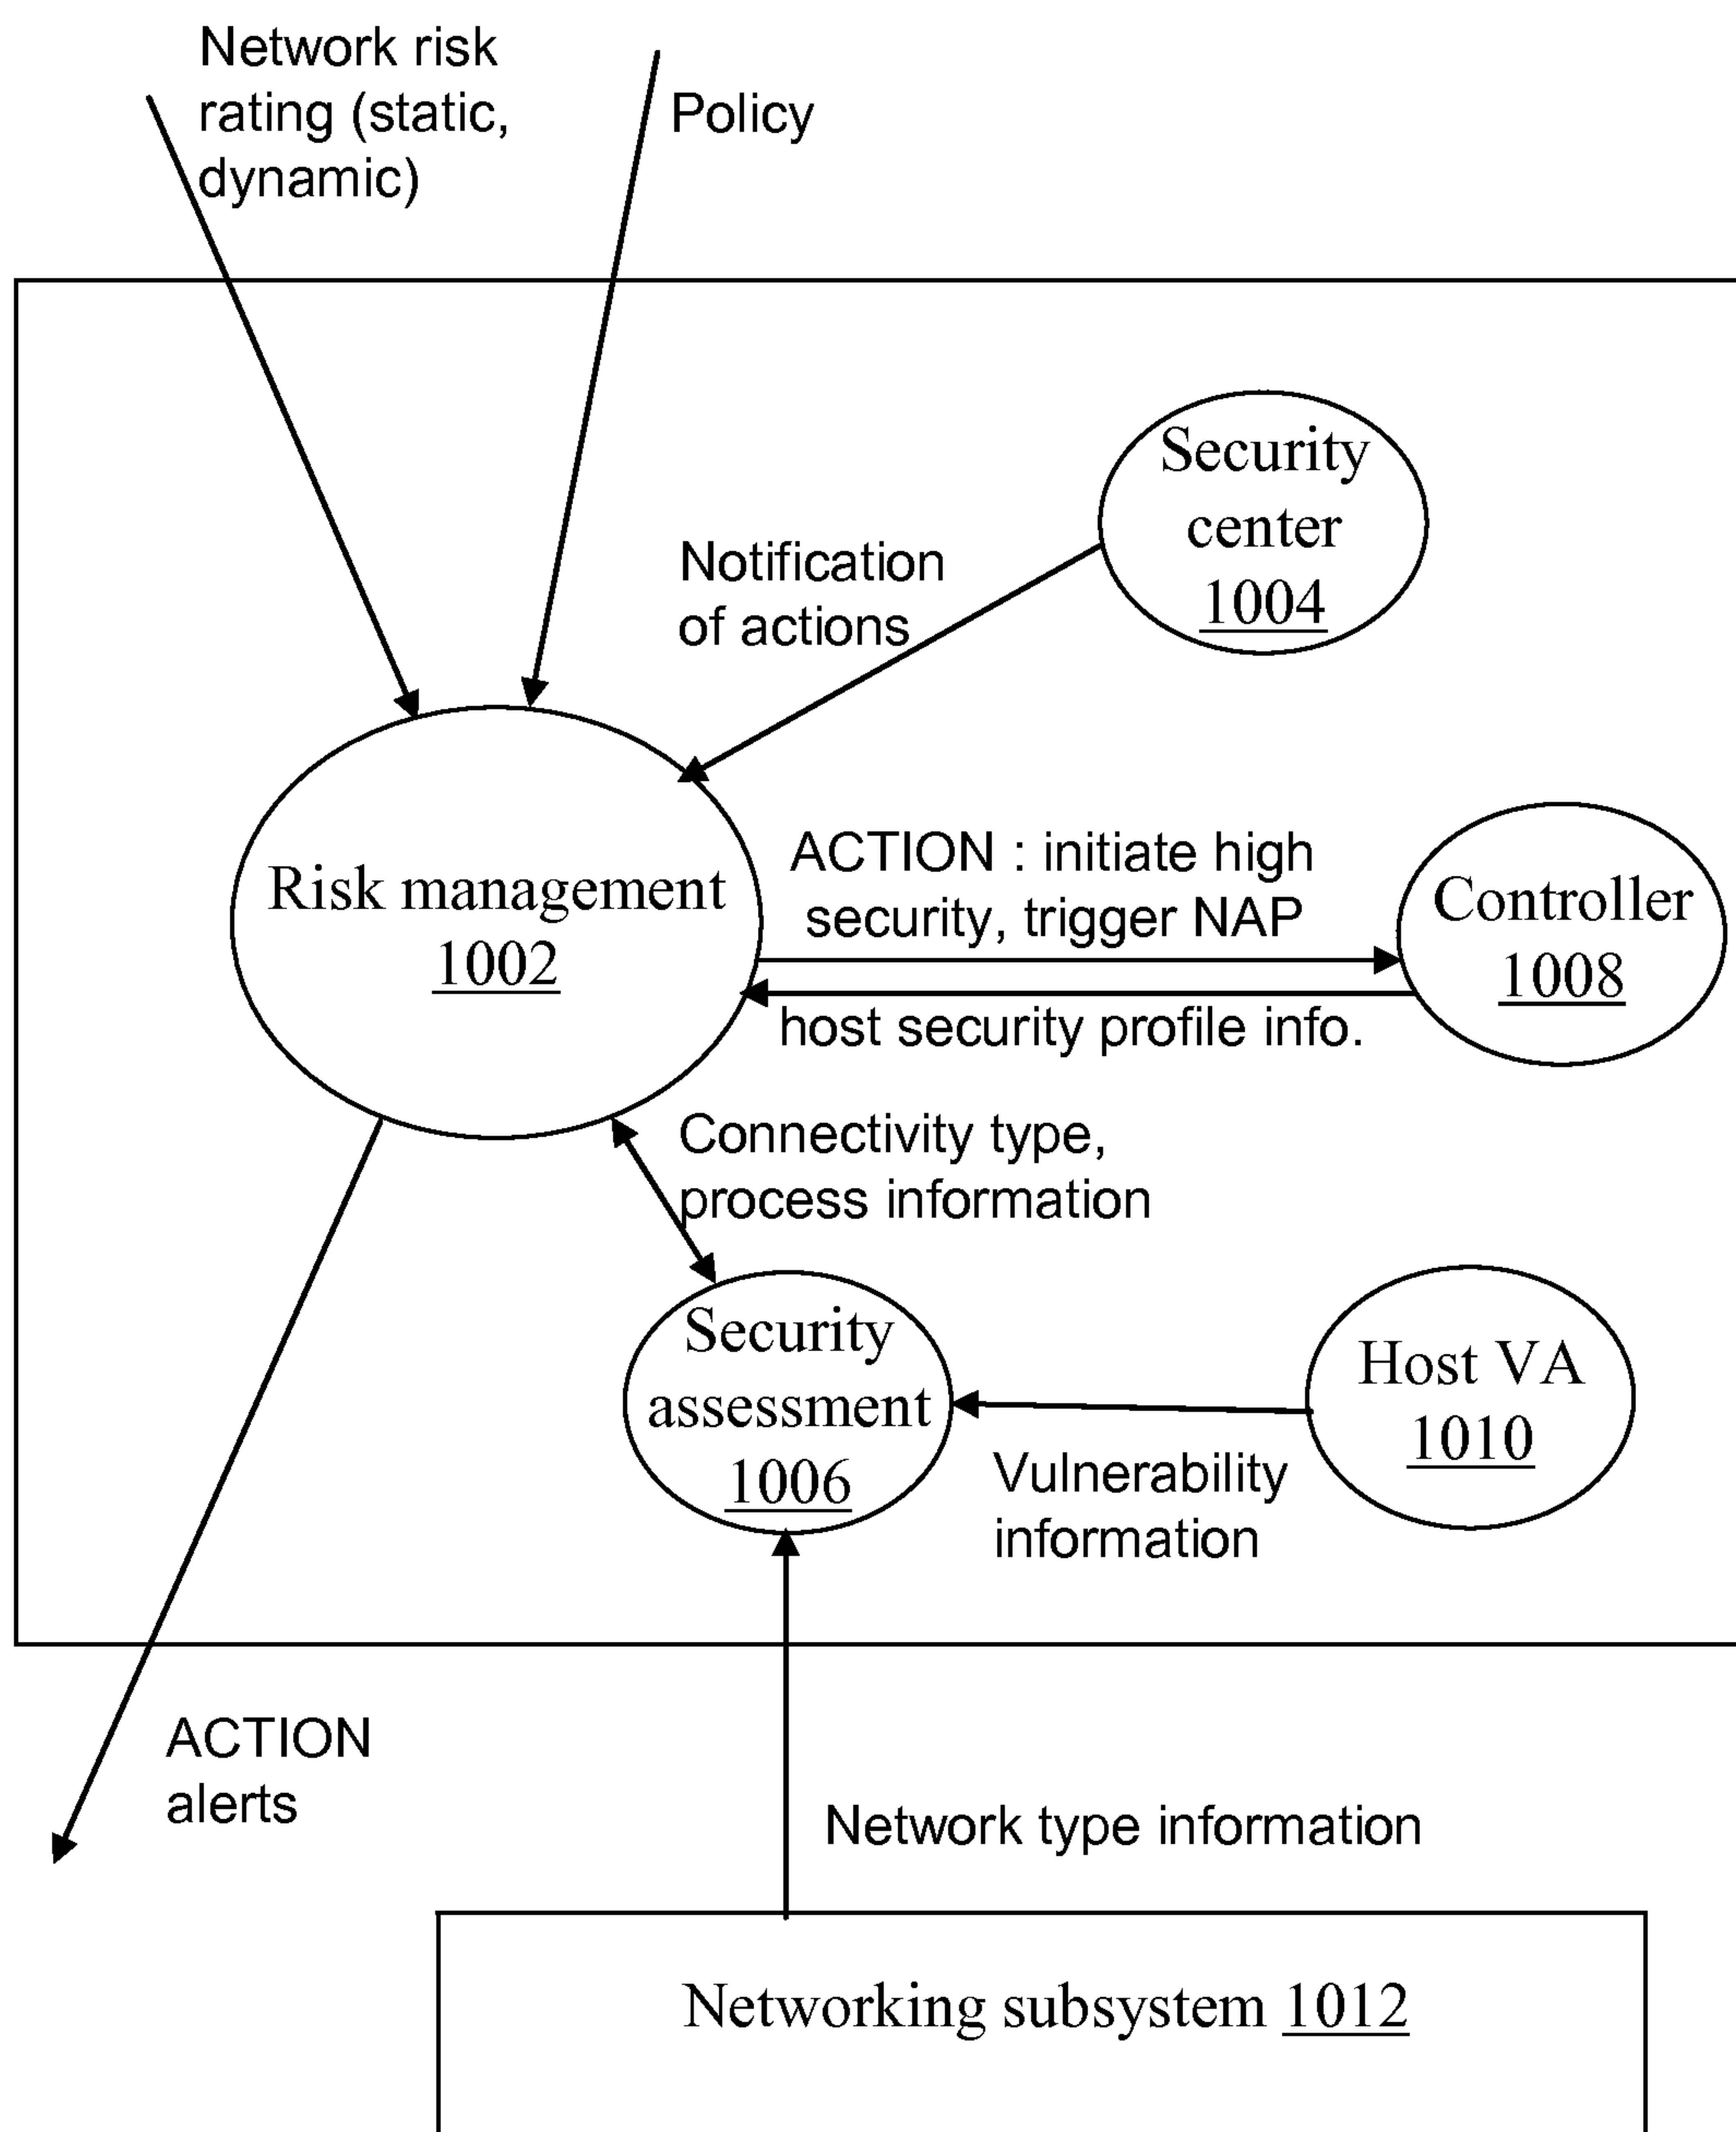 Network risk
rating (static,
dynamic)
Policy
Security
center
1004
Notification
of actions
Risk management
1002
ACTION : initiate high
security, trigger NAP
Controller
1008
host security profile info.
Connectivity type,
process information
Security
assessment
1006
Host VA
1010
Vulnerability
information
ACTION
alerts
Network type information
Networking subsystem 1012